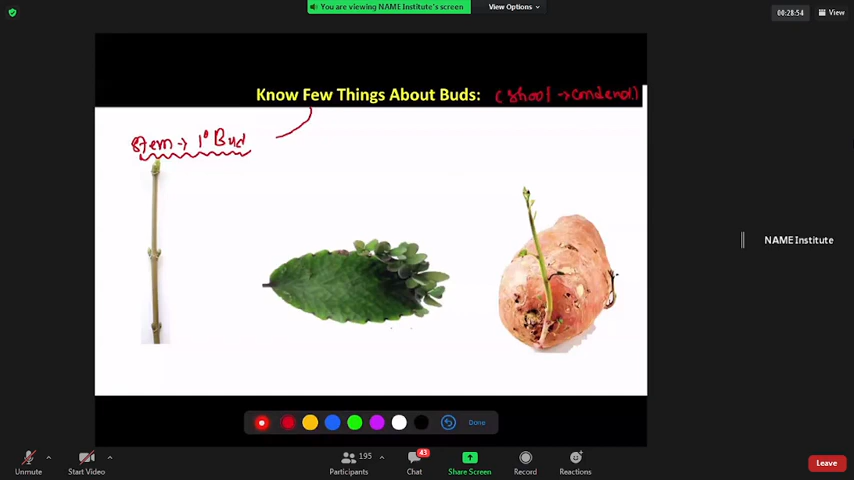 You are viewing NAME Institute's screen
View Options
00:28:54
View
Know Few Things About Buds: (Shoot →
Stem → 1° Bud
NAME Institute
Done
195
43
Unmute
Start Video
Participants
Chat
Share Screen
Record
Reactions
Leave